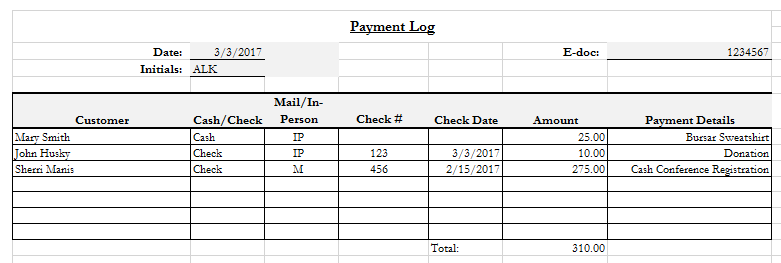 Payment Log
Date: 3/3/2017 E-doc: 1234567
Initials: ALK
Customer Cash/Check Mail/In-Person Check # Check Date Amount Payment Details
Mary Smith Cash IP 25.00 Bursar Sweatshirt
John Husky Check IP 123 3/3/2017 10.00 Donation
Sherri Manis Check M 456 2/15/2017 275.00 Cash Conference Registration
Total: 310.00